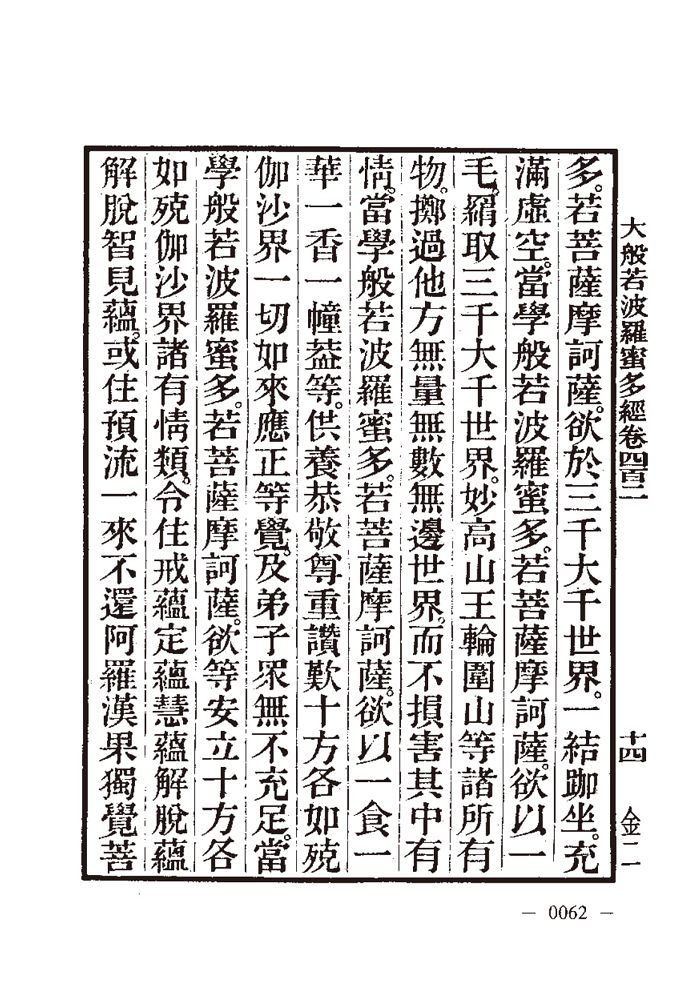 大般若波羅蜜多經卷四百二 十四 金二
多。若菩薩摩訶薩。欲於三千大千世界。一結跏坐。充
滿虛空。當學般若波羅蜜多。若菩薩摩訶薩。欲以一
毛。羂取三千大千世界。妙高山王輪圍山等諸所有
物。擲過他方無量無數無邊世界。而不損害其中有
情。當學般若波羅蜜多。若菩薩摩訶薩。欲以一食一
華一香一幢葢等。供養恭敬尊重讚歎十方各如殑
伽沙界一切如來應正等覺。及弟子眾無不充足。當
學般若波羅蜜多。若菩薩摩訶薩。欲等安立十方各
如殑伽沙界諸有情類。令住戒蘊定蘊慧蘊解脫蘊
解脫智見蘊。或住預流一來不還阿羅漢果獨覺菩
— 0062 —